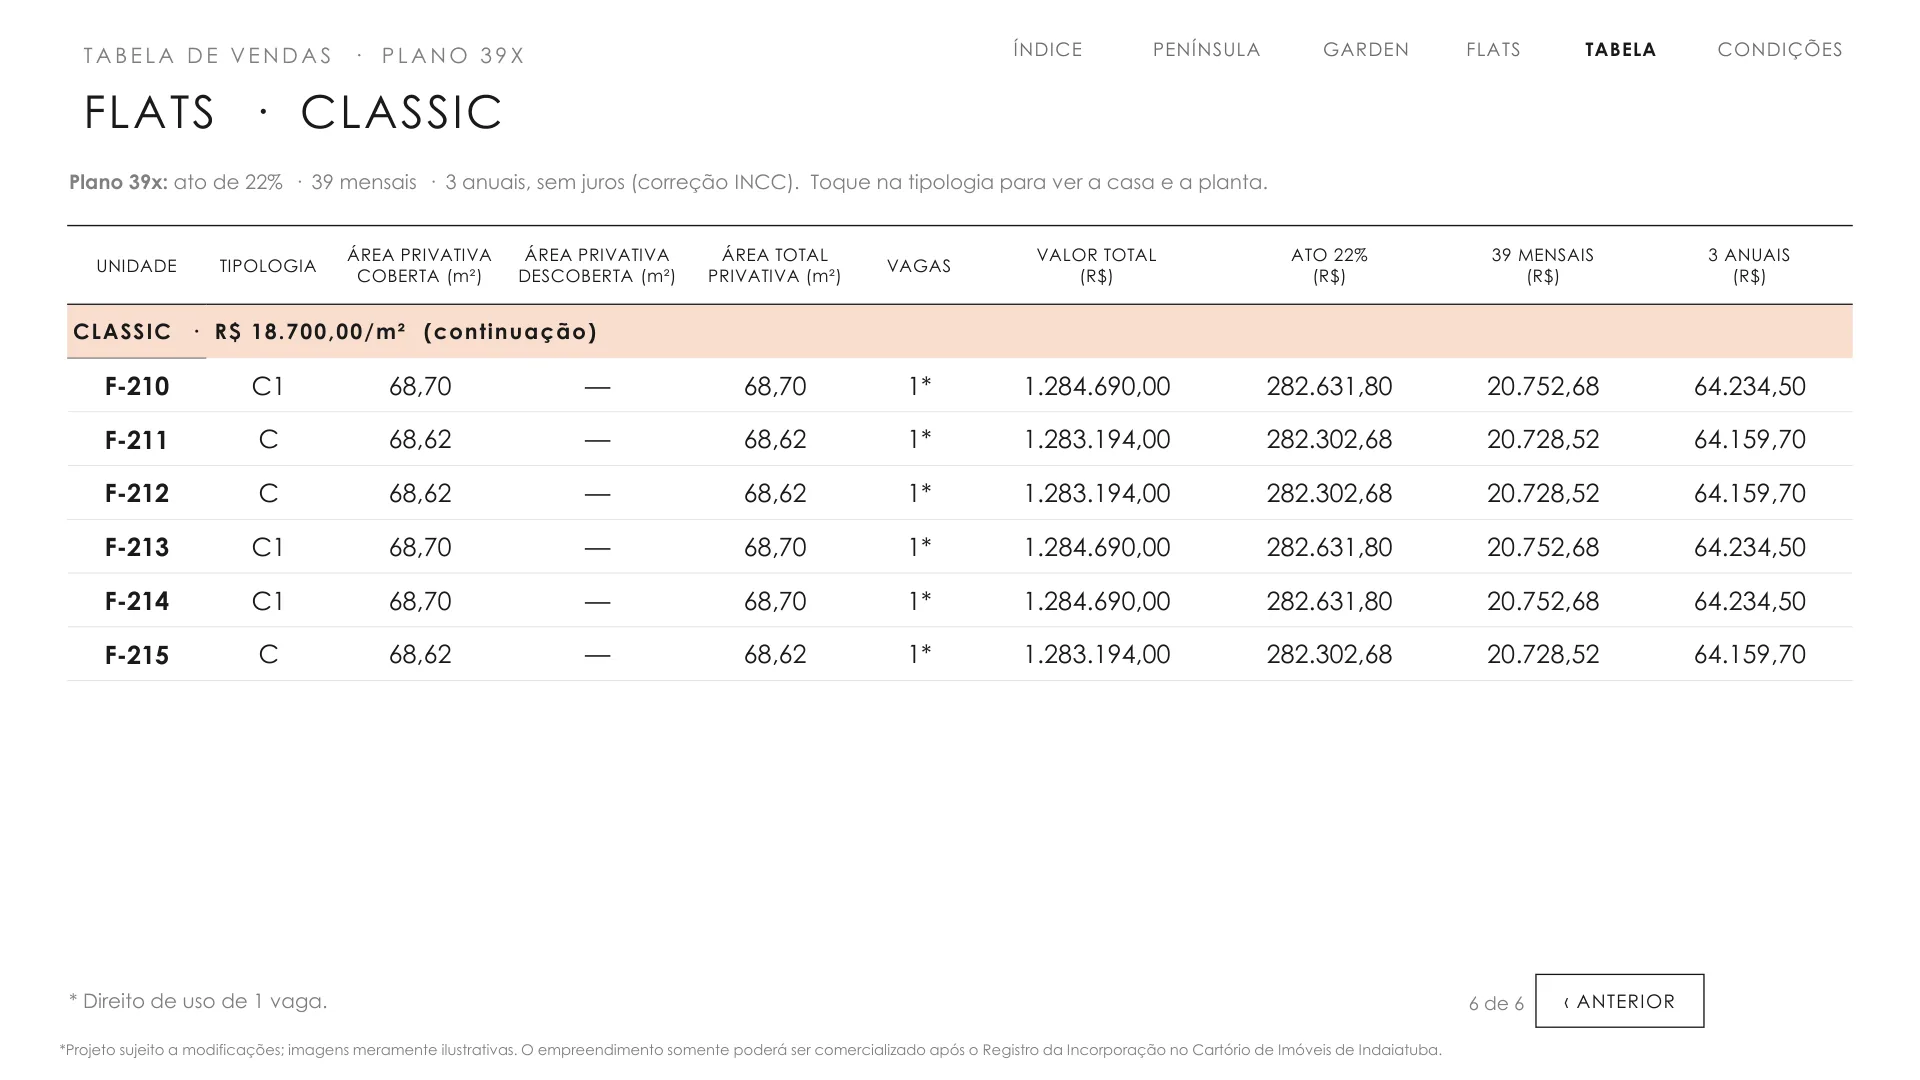 TABELA DE VENDAS · PLANO 39X
ÍNDICE PENÍNSULA GARDEN FLATS TABELA CONDIÇÕES
FLATS · CLASSIC
Plano 39x: ato de 22% · 39 mensais · 3 anuais, sem juros (correção INCC). Toque na tipologia para ver a casa e a planta.
UNIDADE TIPOLOGIA ÁREA PRIVATIVA COBERTA (m²) ÁREA PRIVATIVA DESCOBERTA (m²) ÁREA TOTAL PRIVATIVA (m²) VAGAS VALOR TOTAL (R$) ATO 22% (R$) 39 MENSAIS (R$) 3 ANUAIS (R$)
CLASSIC · R$ 18.700,00/m² (continuação)
F-210 C1 68,70 — 68,70 1* 1.284.690,00 282.631,80 20.752,68 64.234,50
F-211 C 68,62 — 68,62 1* 1.283.194,00 282.302,68 20.728,52 64.159,70
F-212 C 68,62 — 68,62 1* 1.283.194,00 282.302,68 20.728,52 64.159,70
F-213 C1 68,70 — 68,70 1* 1.284.690,00 282.631,80 20.752,68 64.234,50
F-214 C1 68,70 — 68,70 1* 1.284.690,00 282.631,80 20.752,68 64.234,50
F-215 C 68,62 — 68,62 1* 1.283.194,00 282.302,68 20.728,52 64.159,70
* Direito de uso de 1 vaga.
6 de 6 ‹ ANTERIOR
*Projeto sujeito a modificações; imagens meramente ilustrativas. O empreendimento somente poderá ser comercializado após o Registro da Incorporação no Cartório de Imóveis de Indaiatuba.